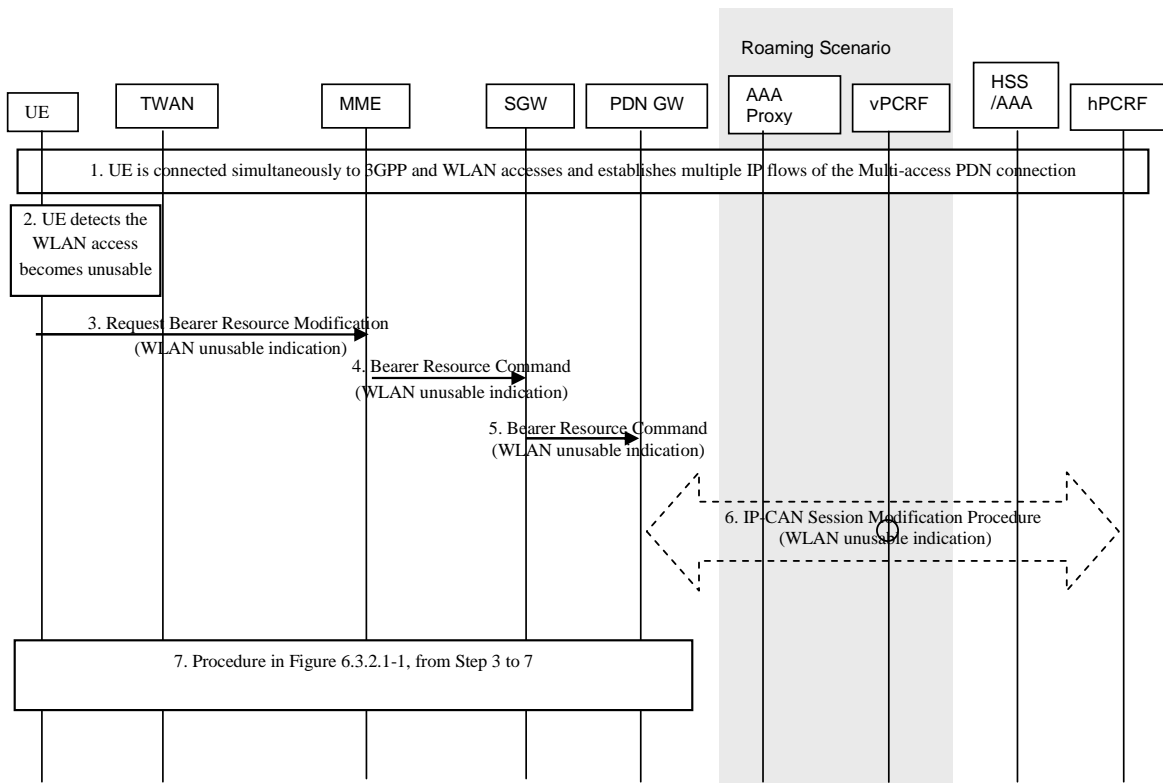 Roaming Scenario
UE
TWAN
MME
SGW
PDN GW
AAA
Proxy
vPCRF
HSS
/AAA
hPCRF
1. UE is connected simultaneously to 3GPP and WLAN accesses and establishes multiple IP flows of the Multi-access PDN connection
2. UE detects the
WLAN access
becomes unusable
3. Request Bearer Resource Modification
(WLAN unusable indication)
4. Bearer Resource Command
(WLAN unusable indication)
5. Bearer Resource Command
(WLAN unusable indication)
6. IP-CAN Session Modification Procedure
(WLAN unusable indication)
7. Procedure in Figure 6.3.2.1-1, from Step 3 to 7